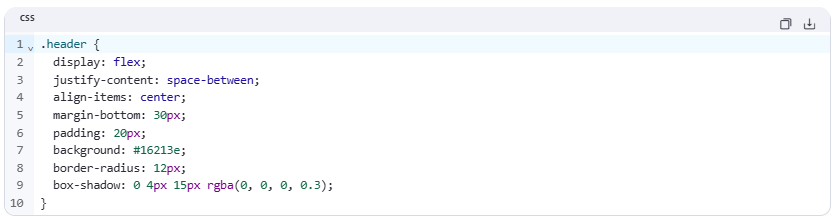 css
1 .header {
2 display: flex;
3 justify-content: space-between;
4 align-items: center;
5 margin-bottom: 30px;
6 padding: 20px;
7 background: #16213e;
8 border-radius: 12px;
9 box-shadow: 0 4px 15px rgba(0, 0, 0, 0.3);
10 }